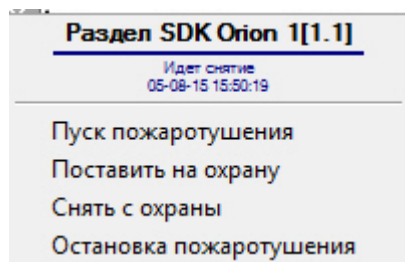 Раздел SDK Orion 1[1.1]
Идет снятие
05-08-15 15:50:19
Пуск пожаротушения
Поставить на охрану
Снять с охраны
Остановка пожаротушения